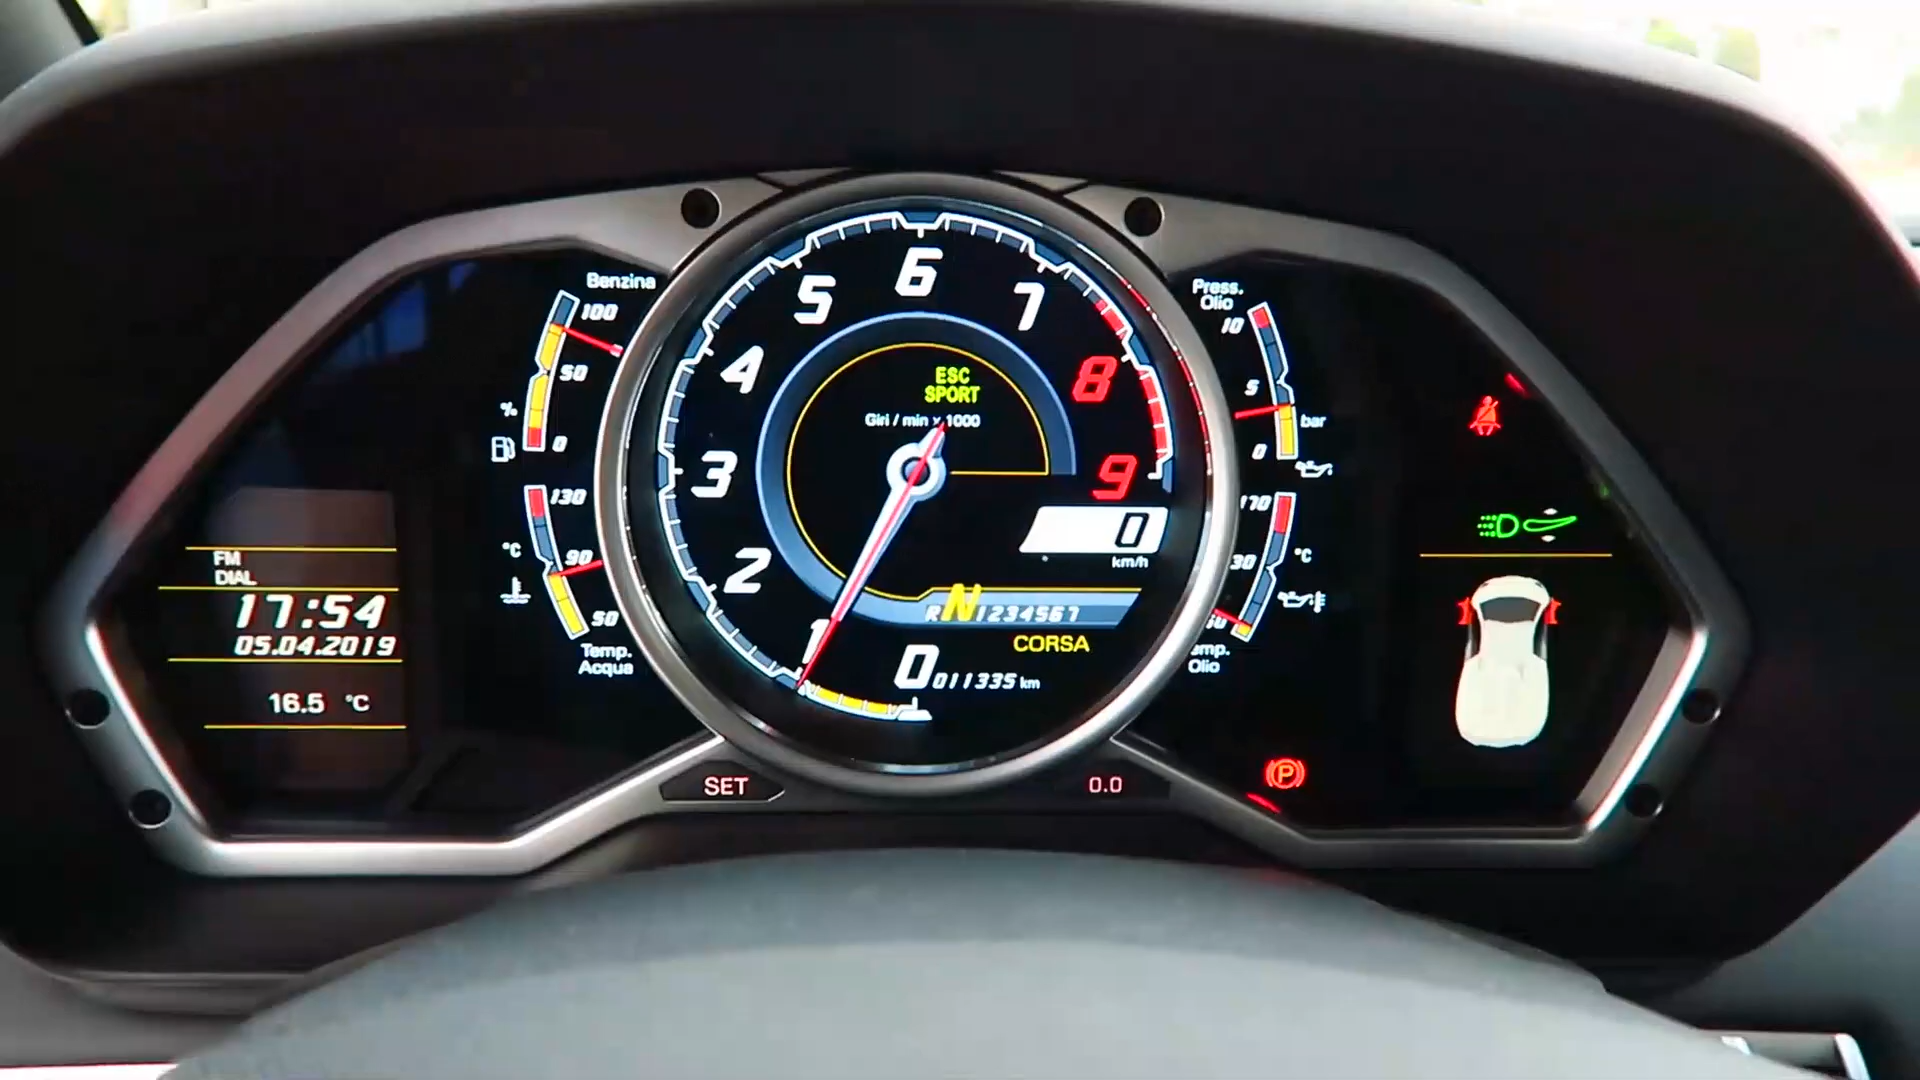 FM
DIAL
17:54
05.04.2019
16.5 °C
Benzina
100
50
%
0
130
°C
90
50
Temp.
Acqua
6
5
7
4
8
3
9
2
1
0
ESC
SPORT
Giri / min x 1000
0
km/h
R N 1234567
CORSA
011335 km
SET
0.0
Press.
Olio
10
5
bar
0
170
°C
Olio
P